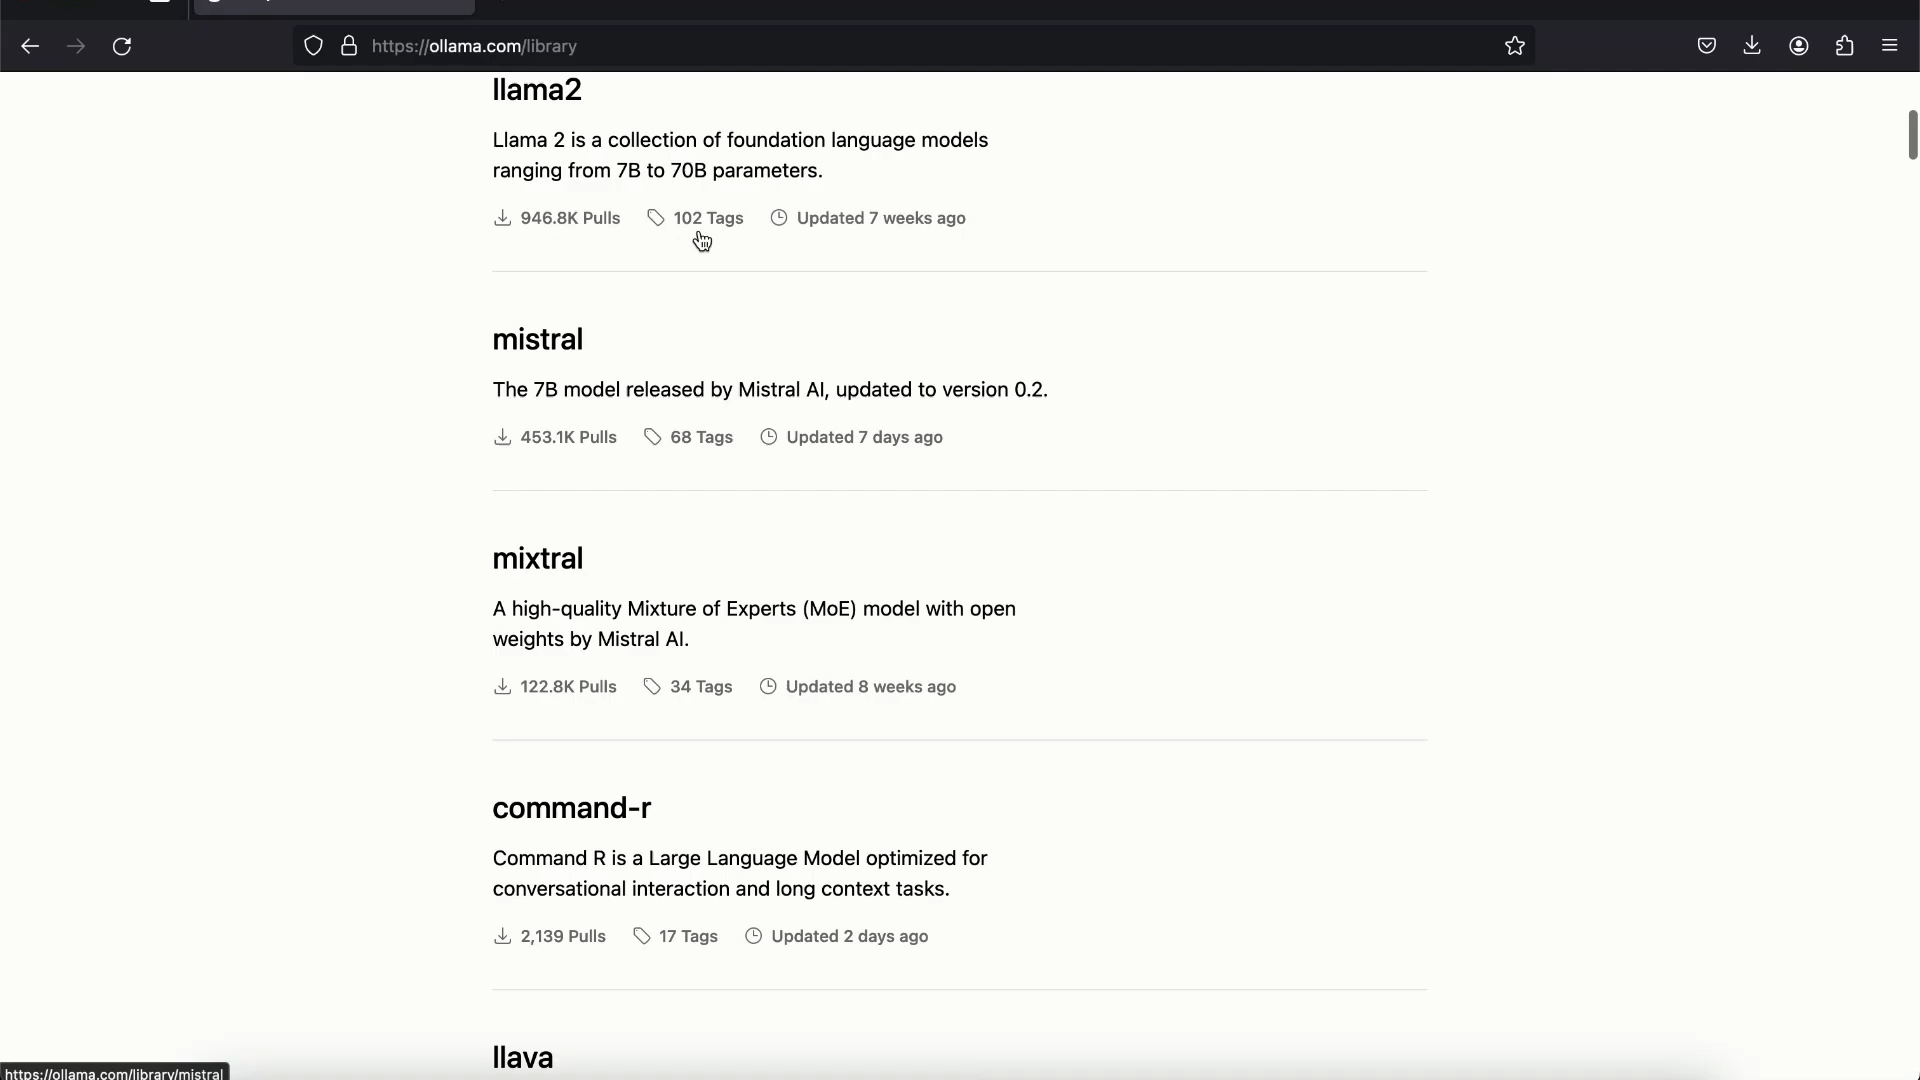 https://ollama.com/library
llama2
Llama 2 is a collection of foundation language models
ranging from 7B to 70B parameters.
946.8K Pulls 102 Tags Updated 7 weeks ago
mistral
The 7B model released by Mistral AI, updated to version 0.2.
453.1K Pulls 68 Tags Updated 7 days ago
mixtral
A high-quality Mixture of Experts (MoE) model with open
weights by Mistral AI.
122.8K Pulls 34 Tags Updated 8 weeks ago
command-r
Command R is a Large Language Model optimized for
conversational interaction and long context tasks.
2,139 Pulls 17 Tags Updated 2 days ago
llava
https://ollama.com/library/mistral